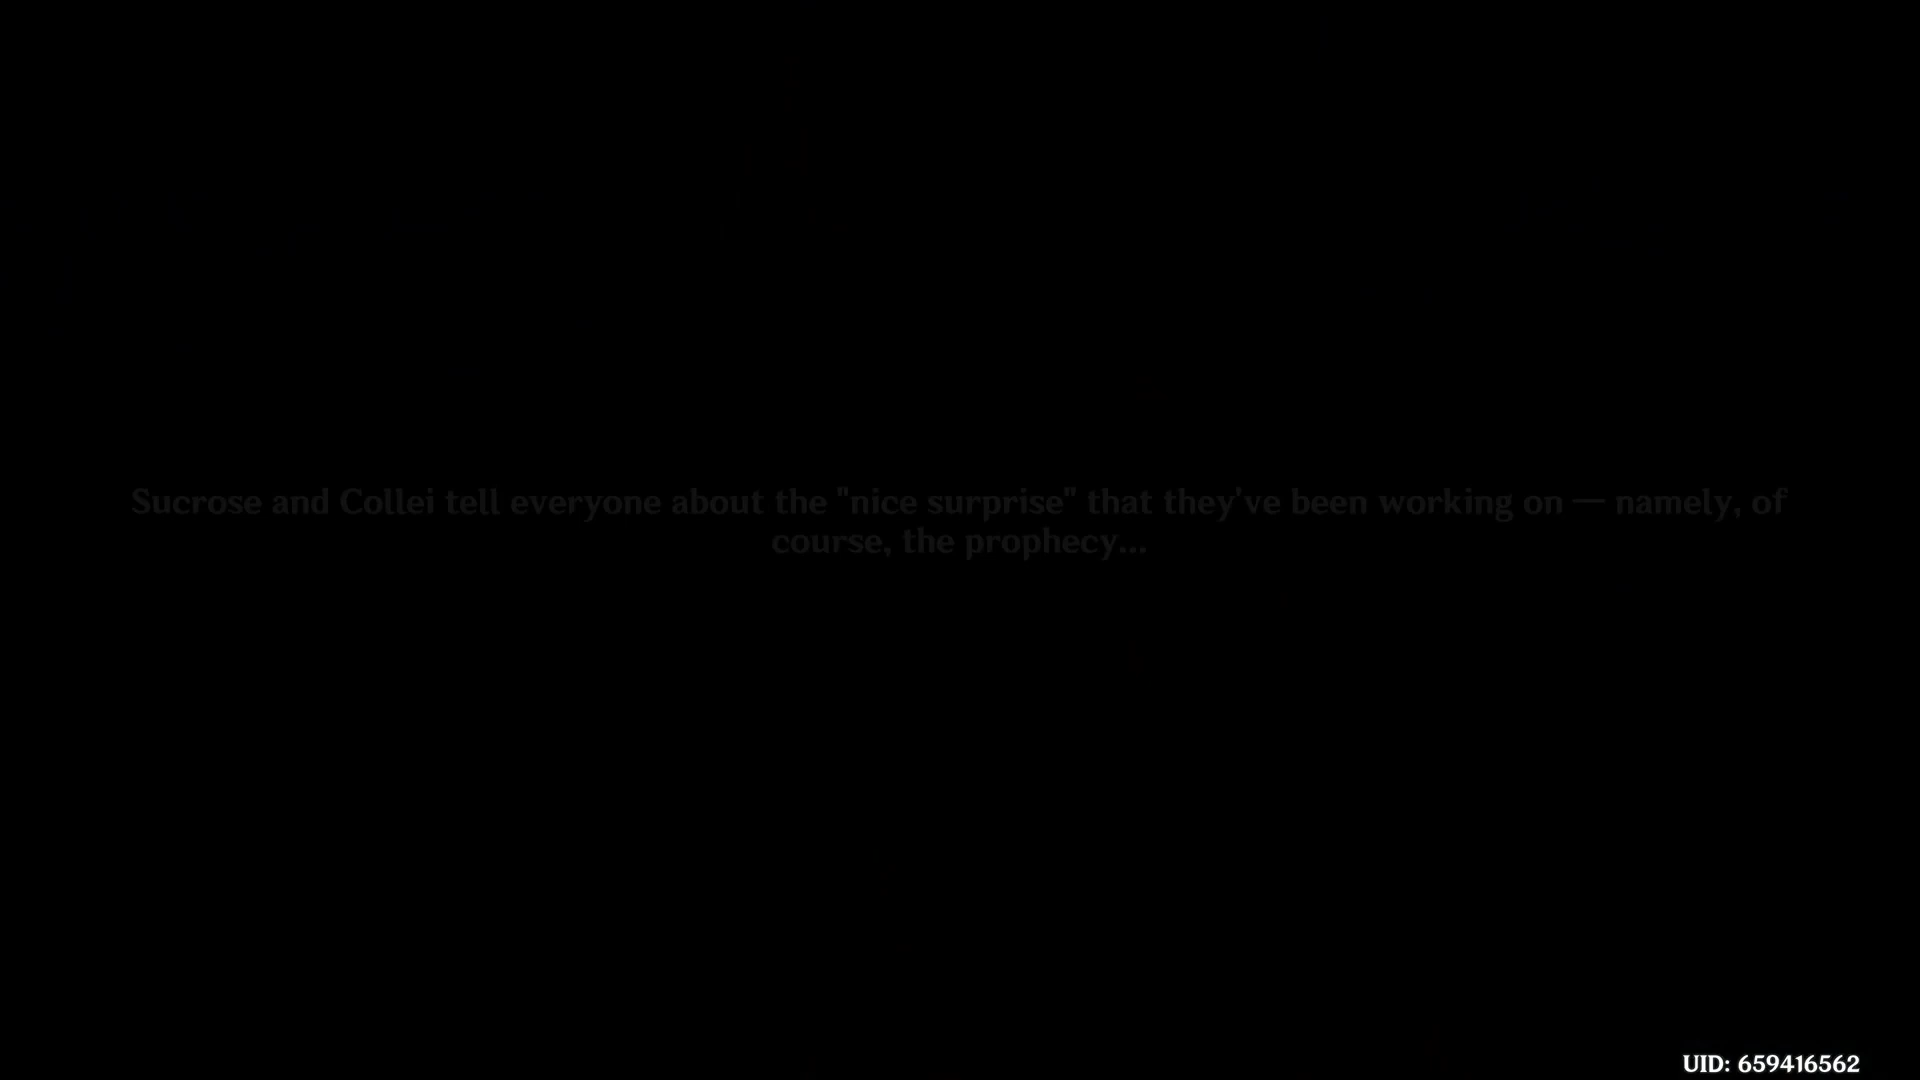 Sucrose and Collei tell everyone about the "nice surprise" that they've been working on — namely, of
course, the prophecy...
UID: 659416562